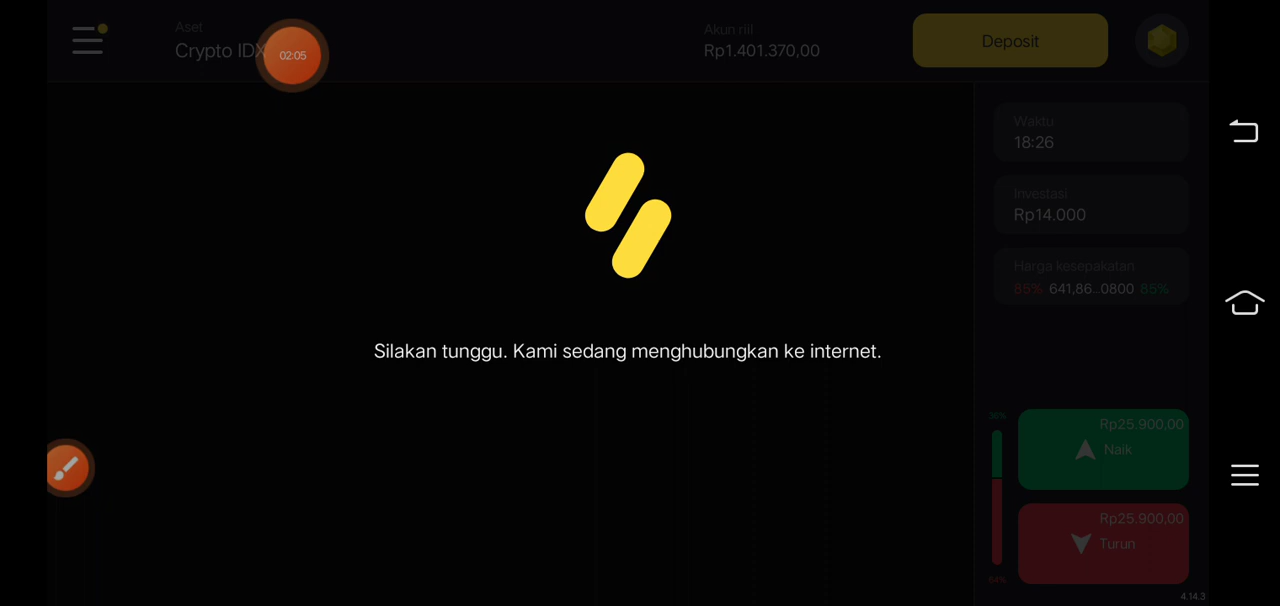 Aset
Crypto IDX
02:05
Akun riil
Rp1.401.370,00
Deposit
Waktu
18:26
Investasi
Rp14.000
Harga kesepakatan
85% 641,86...0800 85%
Silakan tunggu. Kami sedang menghubungkan ke internet.
36%
Rp25.900,00
Naik
Rp25.900,00
Turun
64%
4.14.3